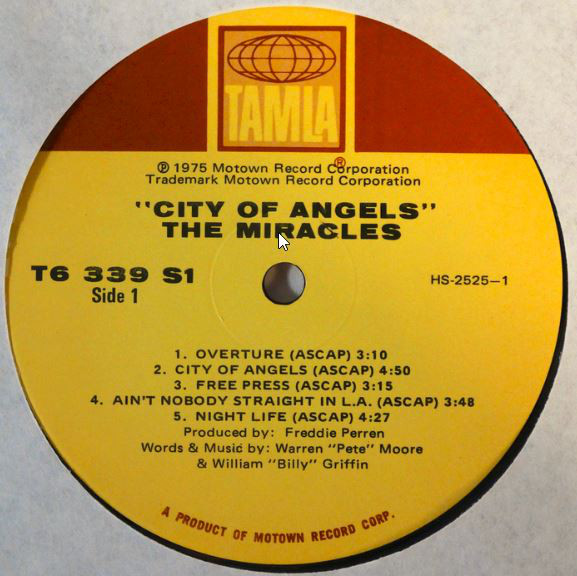 TAMLA
®
℗ 1975 Motown Record Corporation
Trademark Motown Record Corporation
"CITY OF ANGELS"
THE MIRACLES
T6 339 S1
Side 1
HS-2525-1
1. OVERTURE (ASCAP) 3:10
2. CITY OF ANGELS (ASCAP) 4:50
3. FREE PRESS (ASCAP) 3:15
4. AIN'T NOBODY STRAIGHT IN L.A. (ASCAP) 3:48
5. NIGHT LIFE (ASCAP) 4:27
Produced by: Freddie Perren
Words & Music by: Warren "Pete" Moore
& William "Billy" Griffin
A PRODUCT OF MOTOWN RECORD CORP.